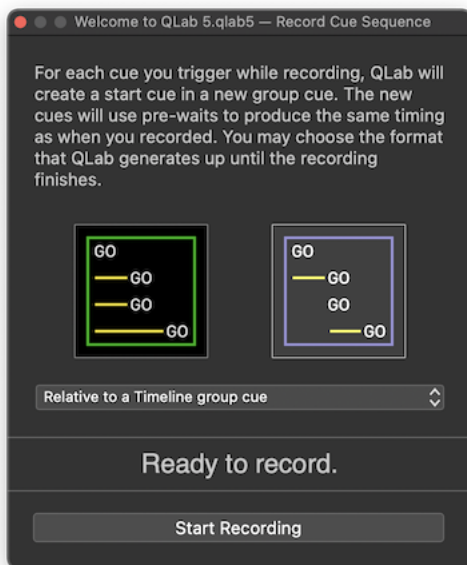 Welcome to QLab 5.qlab5 — Record Cue Sequence
For each cue you trigger while recording, QLab will
create a start cue in a new group cue. The new
cues will use pre-waits to produce the same timing
as when you recorded. You may choose the format
that QLab generates up until the recording
finishes.
GO
GO
GO
GO
GO
GO
GO
GO
Relative to a Timeline group cue
Ready to record.
Start Recording